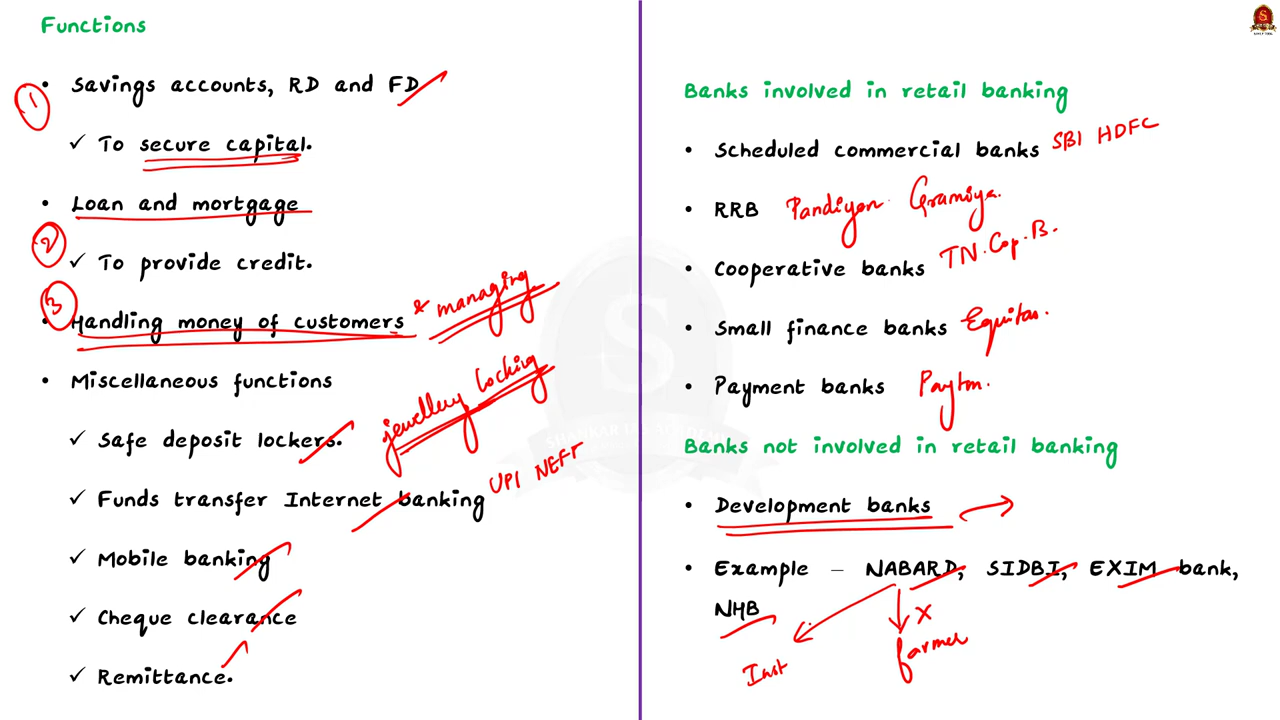 Functions
• Savings accounts, RD and FD
1
✓ To secure capital.
• Loan and mortgage
2
✓ To provide credit.
3
• Handling money of customers & managing
• Miscellaneous functions
✓ Safe deposit lockers. jewellery locking
✓ Funds transfer Internet banking UPI NEFT
✓ Mobile banking
✓ Cheque clearance
✓ Remittance.
Banks involved in retail banking
• Scheduled commercial banks SBI HDFC
• RRB Pandiyan Gramiya.
• Cooperative banks TN. Cop. B.
• Small finance banks Equitas.
• Payment banks Paytm.
Banks not involved in retail banking
• Development banks
• Example – NABARD, SIDBI, EXIM bank,
NHB
X
Inst farmer
S